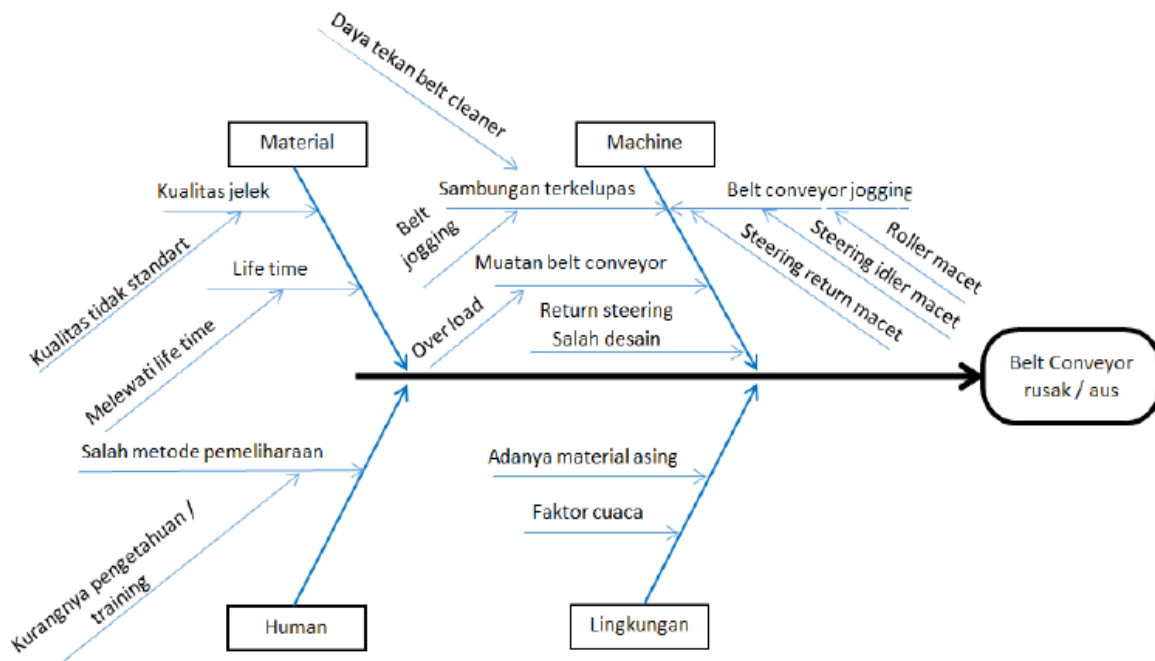 Daya tekan belt cleaner
Material
Machine
Kualitas jelek
Sambungan terkelupas
Belt conveyor jogging
Kualitas tidak standart
Belt
jogging
Steering return macet
Steering idler macet
Roller macet
Life time
Muatan belt conveyor
Melewati life time
Over load
Return steering
Salah desain
Belt Conveyor
rusak / aus
Salah metode pemeliharaan
Adanya material asing
Kurangnya pengetahuan /
training
Faktor cuaca
Human
Lingkungan